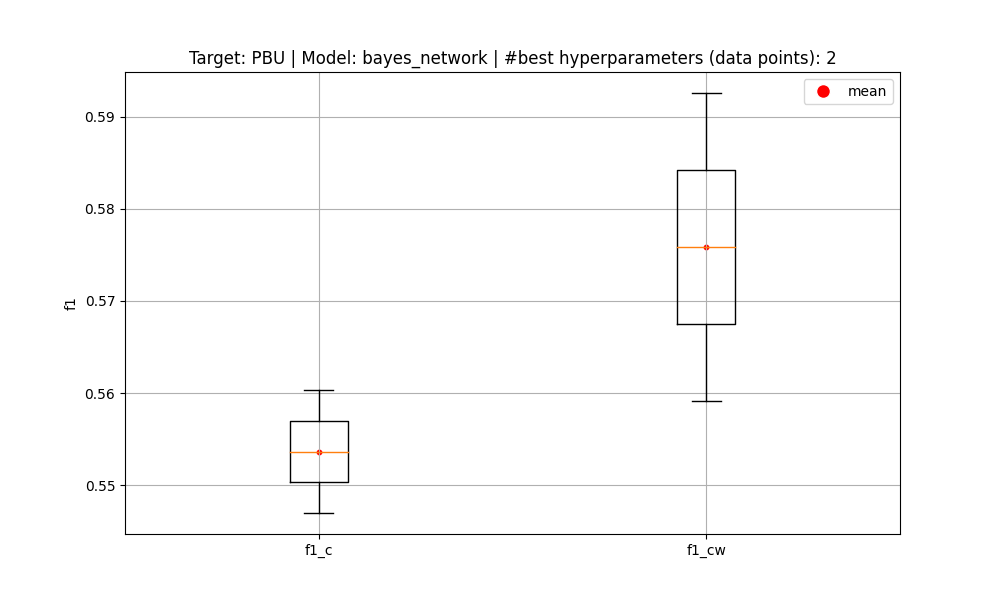 Target: PBU | Model: bayes_network | #best hyperparameters (data points): 2
mean
0.59
0.58
0.57
0.56
0.55
f1
f1_c
f1_cw